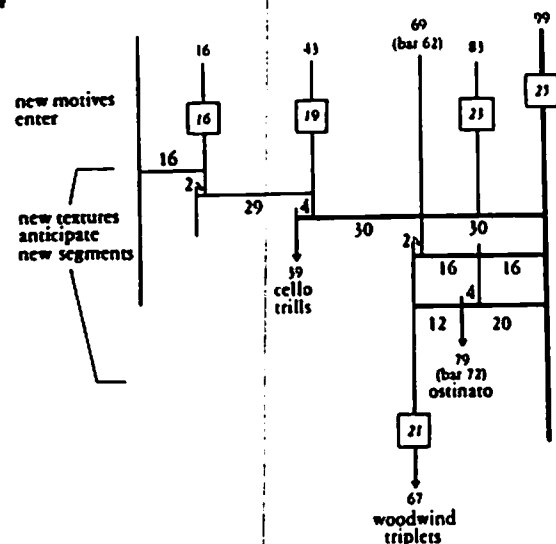 99
69
(bar 62)
16
43
83
new motives
enter
16
19
23
23
16
2
29
4
30
30
new textures
anticipate
new segments
2
16
16
39
cello
trills
4
12
20
79
(bar 72)
ostinato
21
67
woodwind
triplets